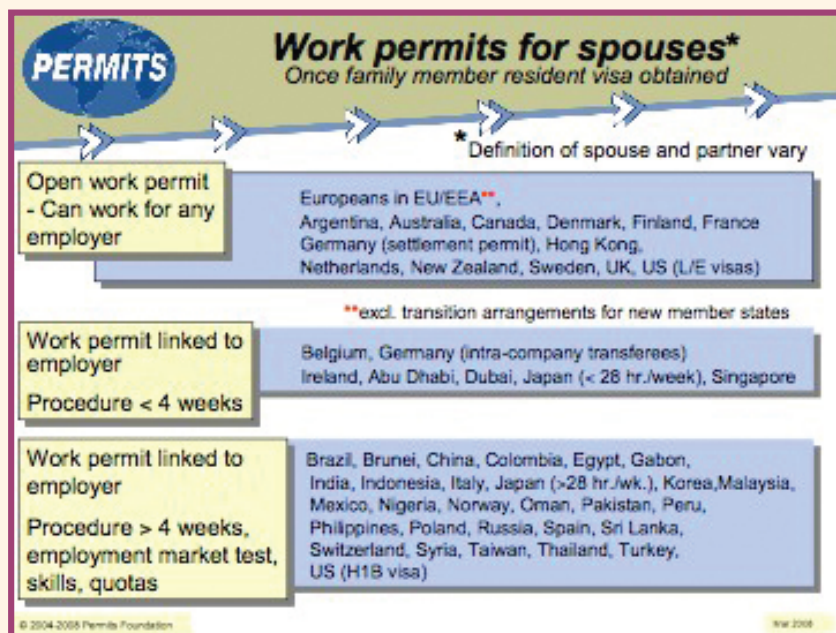 PERMITS
Work permits for spouses*
Once family member resident visa obtained
*Definition of spouse and partner vary
Open work permit
- Can work for any
employer
Europeans in EU/EEA**,
Argentina, Australia, Canada, Denmark, Finland, France
Germany (settlement permit), Hong Kong,
Netherlands, New Zealand, Sweden, UK, US (L/E visas)
**excl. transition arrangements for new member states
Work permit linked to
employer
Procedure < 4 weeks
Belgium, Germany (intra-company transferees)
Ireland, Abu Dhabi, Dubai, Japan (< 28 hr./week), Singapore
Work permit linked to
employer
Procedure > 4 weeks,
employment market test,
skills, quotas
Brazil, Brunei, China, Colombia, Egypt, Gabon,
India, Indonesia, Italy, Japan (>28 hr./wk.), Korea,Malaysia,
Mexico, Nigeria, Norway, Oman, Pakistan, Peru,
Philippines, Poland, Russia, Spain, Sri Lanka,
Switzerland, Syria, Taiwan, Thailand, Turkey,
US (H1B visa)
© 2004-2008 Permits Foundation
Mar 2008